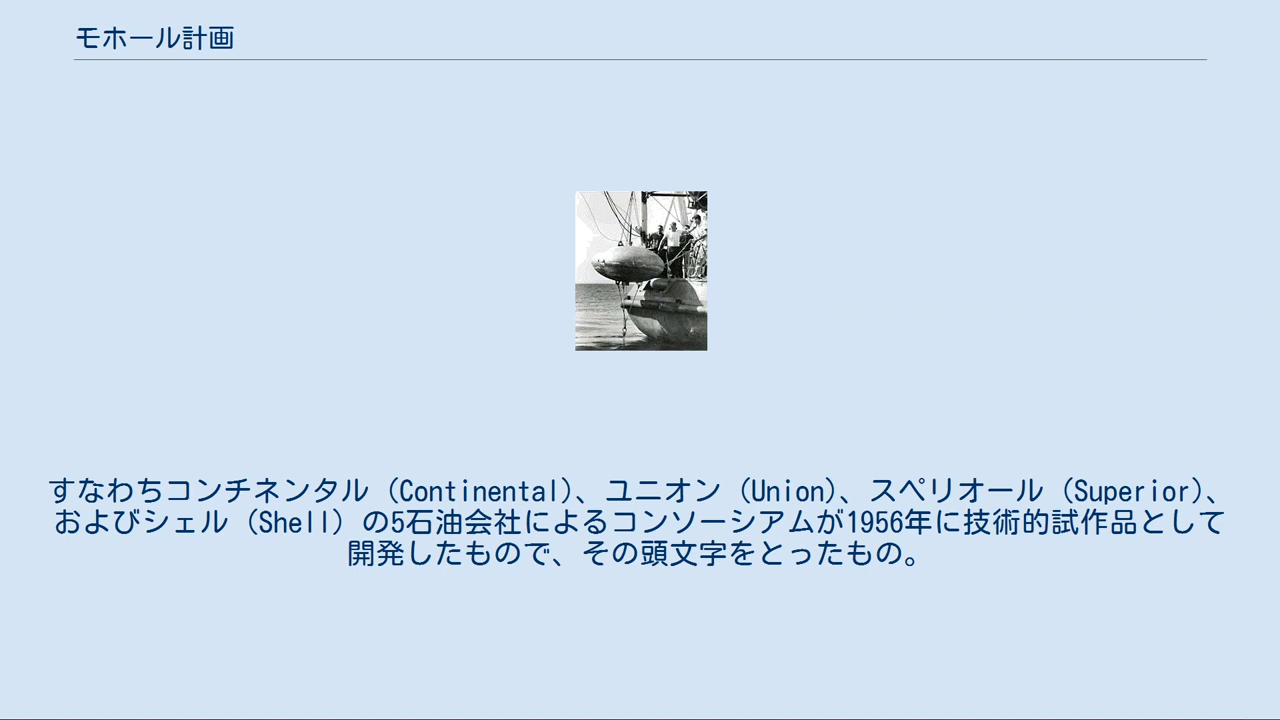 モホール計画
すなわちコンチネンタル（Continental）、ユニオン（Union）、スペリオール（Superior）、
およびシェル（Shell）の5石油会社によるコンソーシアムが1956年に技術的試作品として
開発したもので、その頭文字をとったもの。